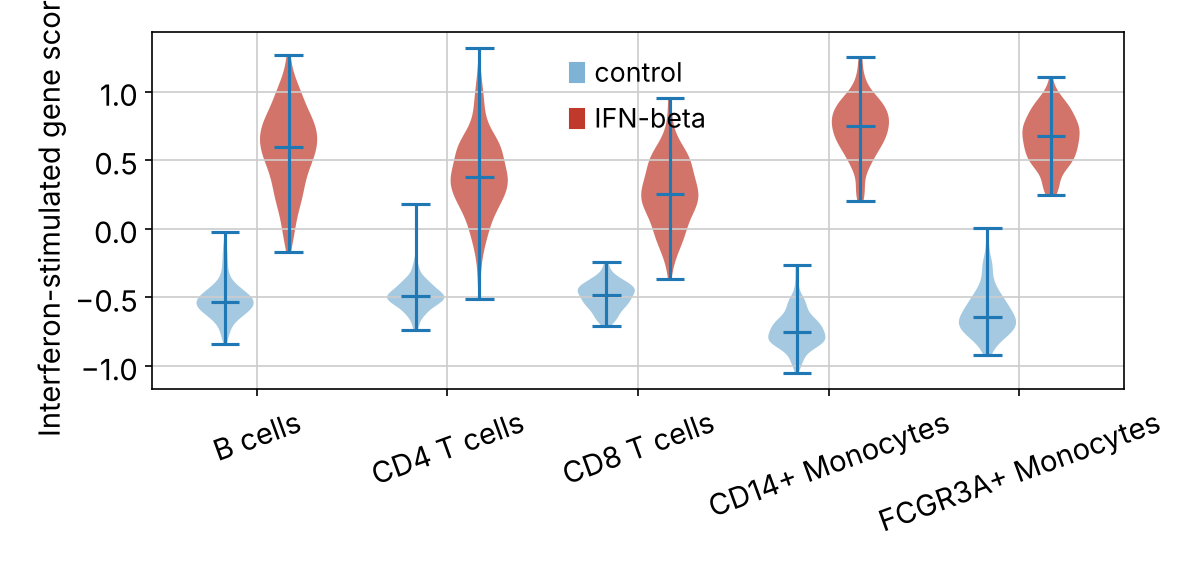 Interferon-stimulated gene scor
1.0
0.5
0.0
−0.5
−1.0
control
IFN-beta
B cells
CD4 T cells
CD8 T cells
CD14+ Monocytes
FCGR3A+ Monocytes